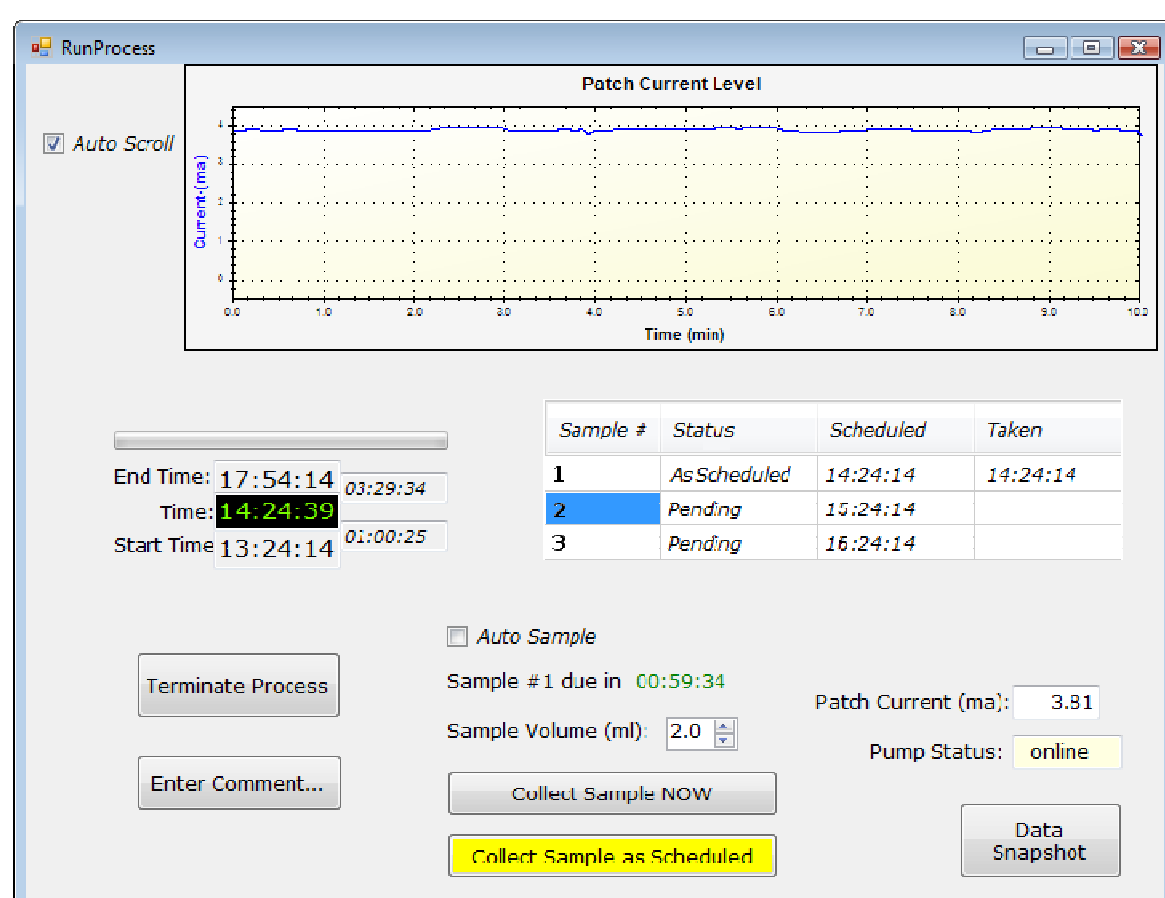 RunProcess
Patch Current Level
Auto Scroll
Current-(ma)
4
3
2
1
0
0.0 1.0 2.0 3.0 4.0 5.0 6.0 7.0 8.0 9.0 10.0
Time (min)
Sample # Status Scheduled Taken
1 As Scheduled 14:24:14 14:24:14
2 Pending 15:24:14
3 Pending 16:24:14
End Time: 17:54:14 03:29:34
Time: 14:24:39
Start Time 13:24:14 01:00:25
Auto Sample
Sample #1 due in 00:59:34
Sample Volume (ml): 2.0
Terminate Process
Enter Comment...
Collect Sample NOW
Collect Sample as Scheduled
Patch Current (ma): 3.81
Pump Status: online
Data
Snapshot